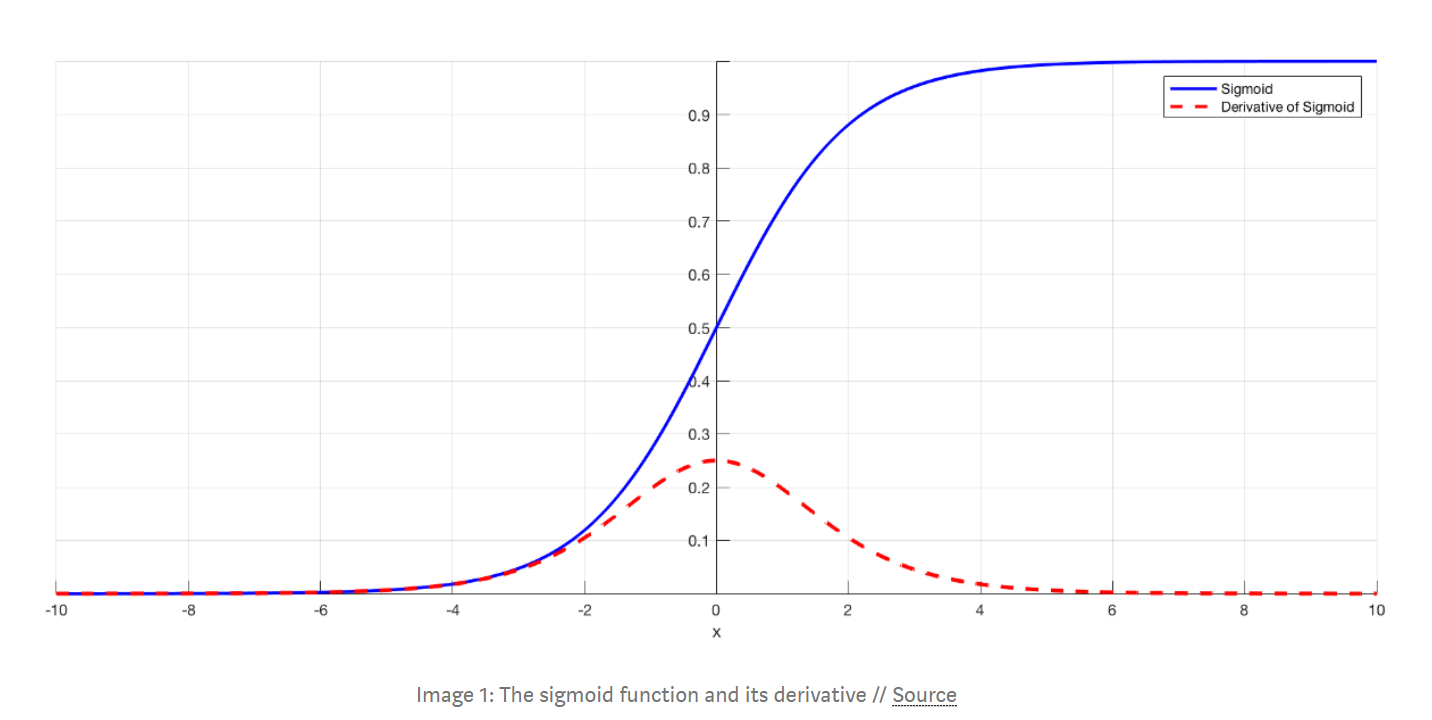 Sigmoid
Derivative of Sigmoid
0.9
0.8
0.7
0.6
0.5
0.4
0.3
0.2
0.1
-10 -8 -6 -4 -2 0 2 4 6 8 10
x
Image 1: The sigmoid function and its derivative // Source